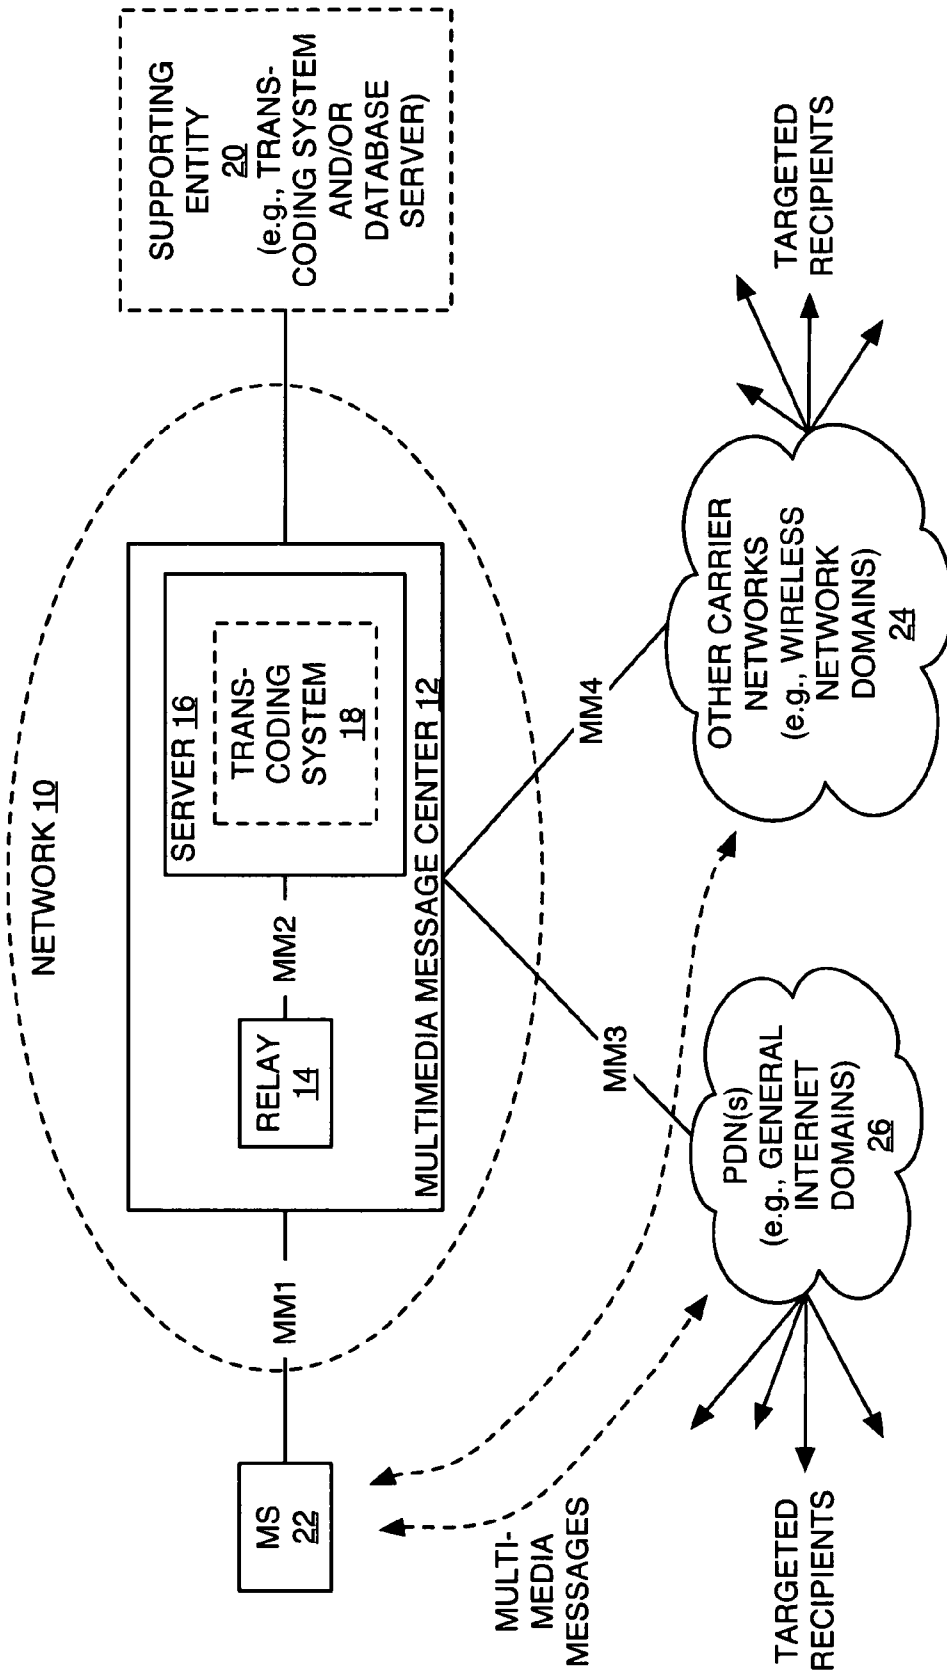 NETWORK 10
SUPPORTING
ENTITY
20
(e.g., TRANS-
CODING SYSTEM
AND/OR
DATABASE
SERVER)
SERVER 16
TRANS-
CODING
SYSTEM
18
MS
22
MM1
RELAY
14
MM2
MULTIMEDIA MESSAGE CENTER 12
MM3
MM4
MULTI-
MEDIA
MESSAGES
PDN(s)
(e.g., GENERAL
INTERNET
DOMAINS)
26
OTHER CARRIER
NETWORKS
(e.g., WIRELESS
NETWORK
DOMAINS)
24
TARGETED
RECIPIENTS
TARGETED
RECIPIENTS